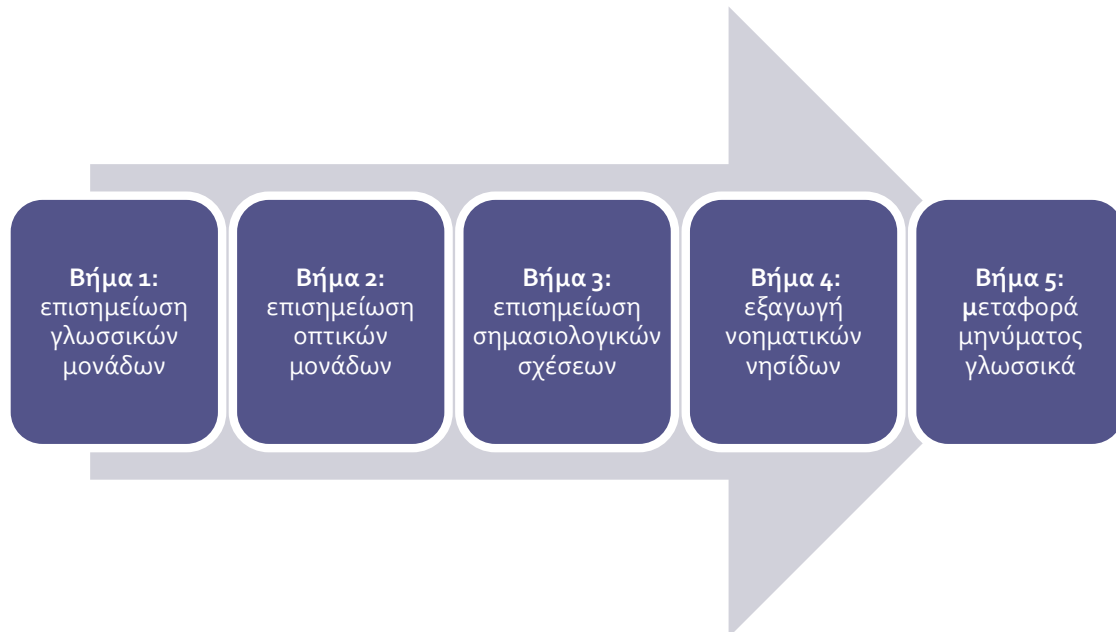 Βήμα 1:
επισημείωση
γλωσσικών
μονάδων
Βήμα 2:
επισημείωση
οπτικών
μονάδων
Βήμα 3:
επισημείωση
σημασιολογικών
σχέσεων
Βήμα 4:
εξαγωγή
νοηματικών
νησίδων
Βήμα 5:
μεταφορά
μηνύματος
γλωσσικά